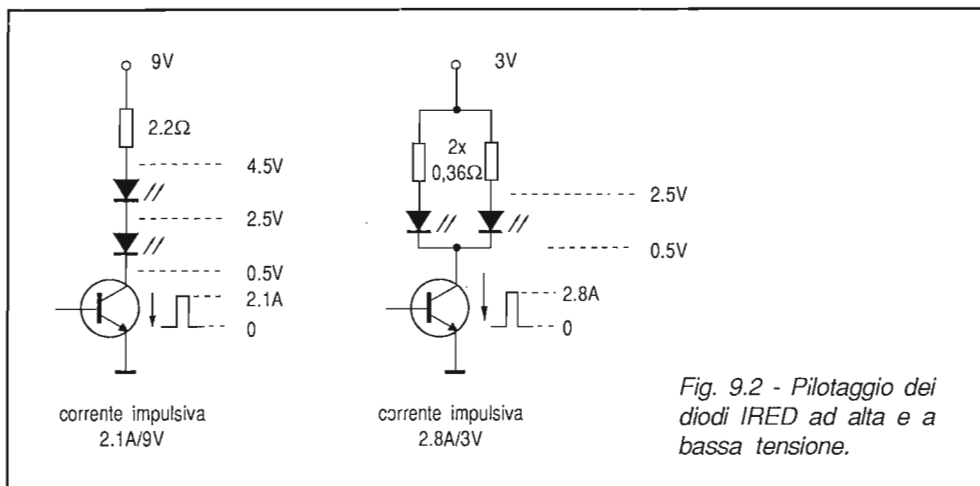 9V
2.2Ω
4.5V
2.5V
0.5V
2.1A
0
corrente impulsiva
2.1A/9V
3V
2x
0,36Ω
2.5V
0.5V
2.8A
0
corrente impulsiva
2.8A/3V
Fig. 9.2 - Pilotaggio dei
diodi IRED ad alta e a
bassa tensione.